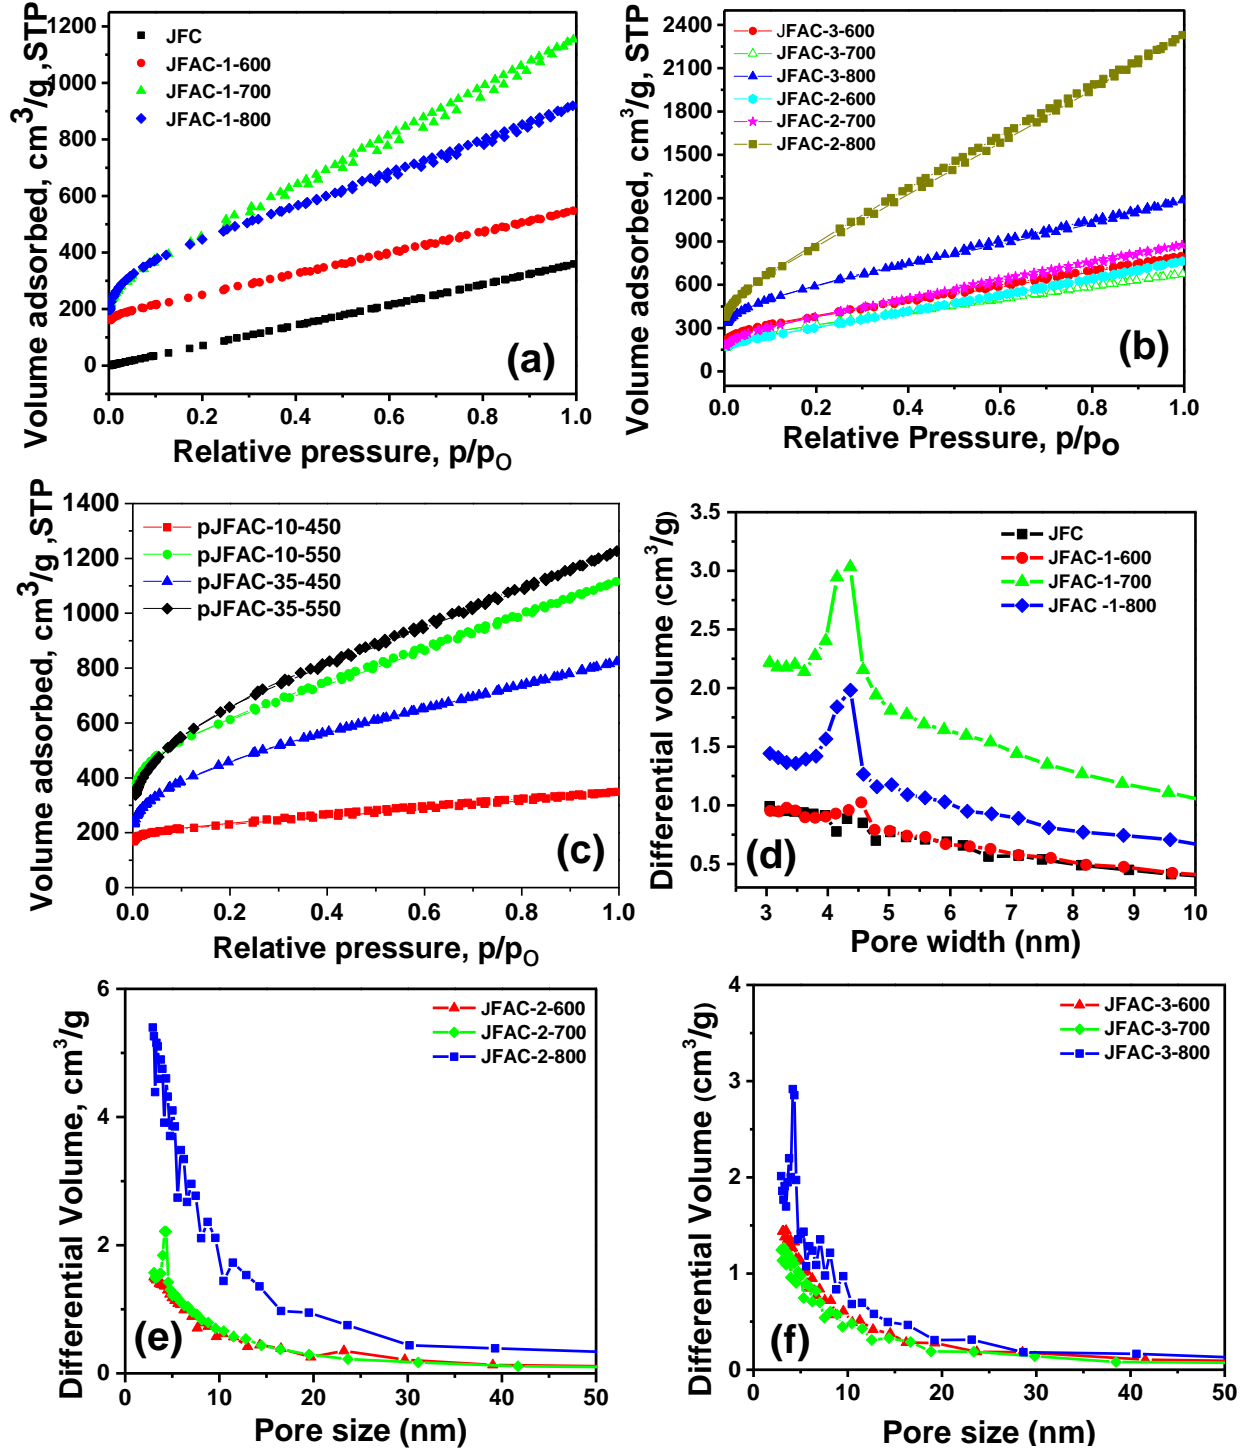 Volume adsorbed, cm³/g ,STP
1200
1000
800
600
400
200
0
JFC
JFAC-1-600
JFAC-1-700
JFAC-1-800
(a)
0.0 0.2 0.4 0.6 0.8 1.0
Relative pressure, p/p₀
Volume adsorbed, cm³/g, STP
2400
2100
1800
1500
1200
900
600
300
0
JFAC-3-600
JFAC-3-700
JFAC-3-800
JFAC-2-600
JFAC-2-700
JFAC-2-800
(b)
0.0 0.2 0.4 0.6 0.8 1.0
Relative Pressure, p/p₀
Volume adsorbed, cm³/g ,STP
1400
1200
1000
800
600
400
200
0
pJFAC-10-450
pJFAC-10-550
pJFAC-35-450
pJFAC-35-550
(c)
0.0 0.2 0.4 0.6 0.8 1.0
Relative pressure, p/p₀
Differential volume (cm³/g)
3.5
3.0
2.5
2.0
1.5
1.0
0.5
JFC
JFAC-1-600
JFAC-1-700
JFAC -1-800
(d)
3 4 5 6 7 8 9 10
Pore width (nm)
Differential Volume, cm³/g
6
4
2
0
JFAC-2-600
JFAC-2-700
JFAC-2-800
(e)
0 10 20 30 40 50
Pore size (nm)
Differential Volume (cm³/g)
4
3
2
1
0
JFAC-3-600
JFAC-3-700
JFAC-3-800
(f)
0 10 20 30 40 50
Pore size (nm)